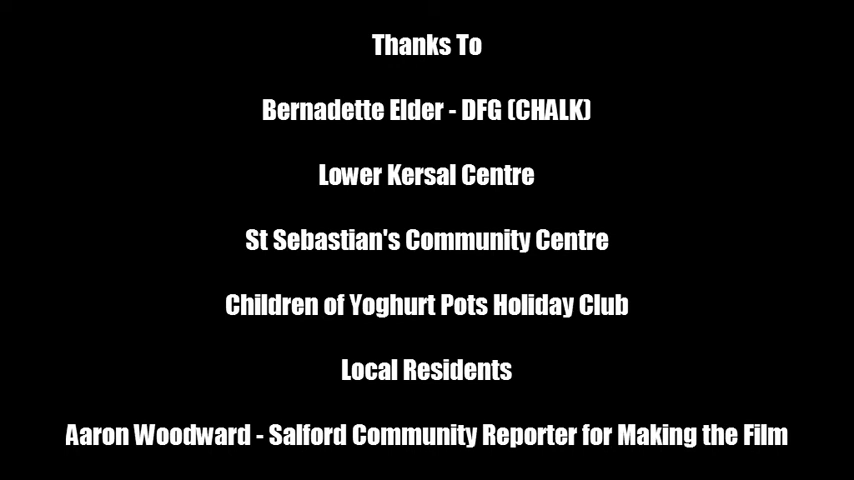 Thanks To
Bernadette Elder - DFG (CHALK)
Lower Kersal Centre
St Sebastian's Community Centre
Children of Yoghurt Pots Holiday Club
Local Residents
Aaron Woodward - Salford Community Reporter for Making the Film